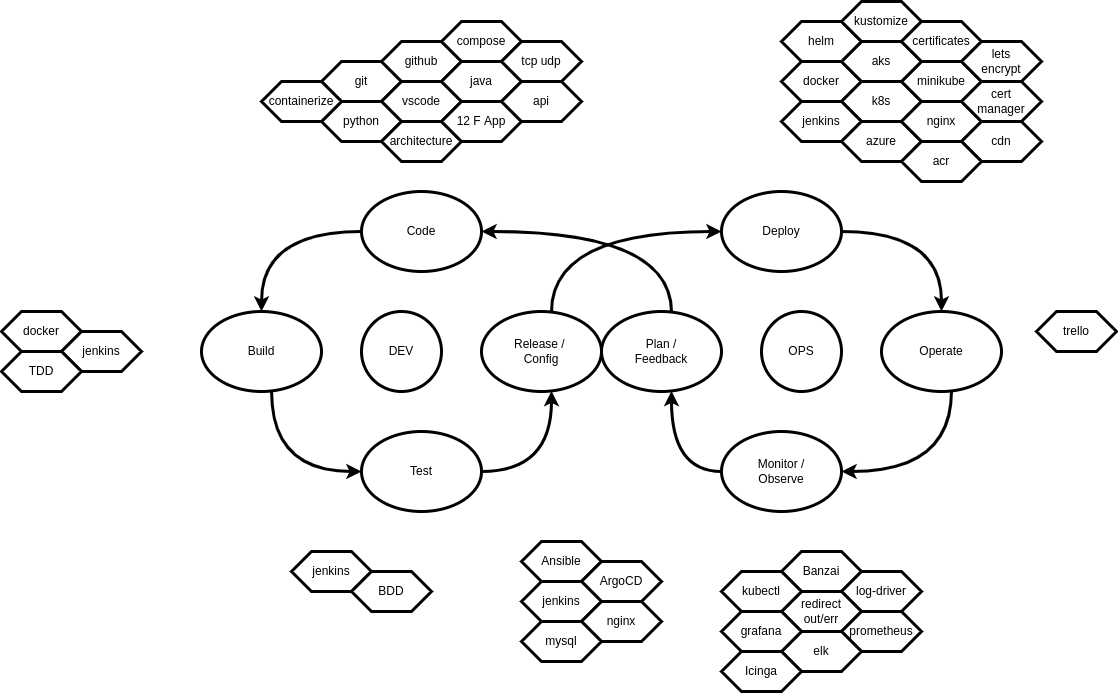 compose
github
tcp udp
git
java
containerize
vscode
api
python
12 F App
architecture
kustomize
helm
certificates
aks
lets
encrypt
docker
minikube
k8s
cert
manager
jenkins
nginx
azure
cdn
acr
Code
Deploy
docker
jenkins
TDD
Build
DEV
Release /
Config
Plan /
Feedback
OPS
Operate
trello
Test
Monitor /
Observe
jenkins
BDD
Ansible
ArgoCD
jenkins
nginx
mysql
Banzai
kubectl
log-driver
redirect
out/err
grafana
prometheus
elk
Icinga